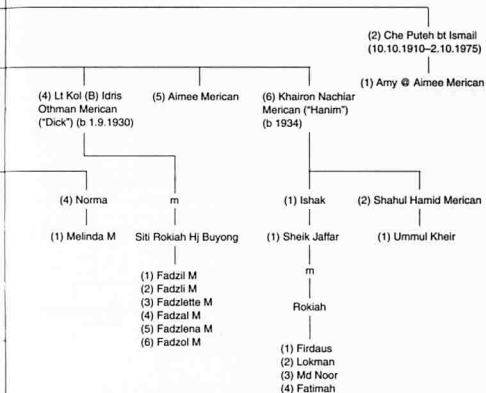 (2) Che Puteh bt Ismail
(10.10.1910–2.10.1975)
(1) Amy @ Aimee Merican
(4) Lt Kol (B) Idris
Othman Merican
("Dick") (b 1.9.1930)
(5) Aimee Merican
(6) Khairon Nachiar
Merican ("Hanim")
(b 1934)
(4) Norma
m
(1) Ishak
(2) Shahul Hamid Merican
(1) Melinda M
Siti Rokiah Hj Buyong
(1) Sheik Jaffar
(1) Ummul Kheir
(1) Fadzil M
(2) Fadzli M
(3) Fadzlette M
(4) Fadzal M
(5) Fadzlena M
(6) Fadzol M
m
Rokiah
(1) Firdaus
(2) Lokman
(3) Md Noor
(4) Fatimah